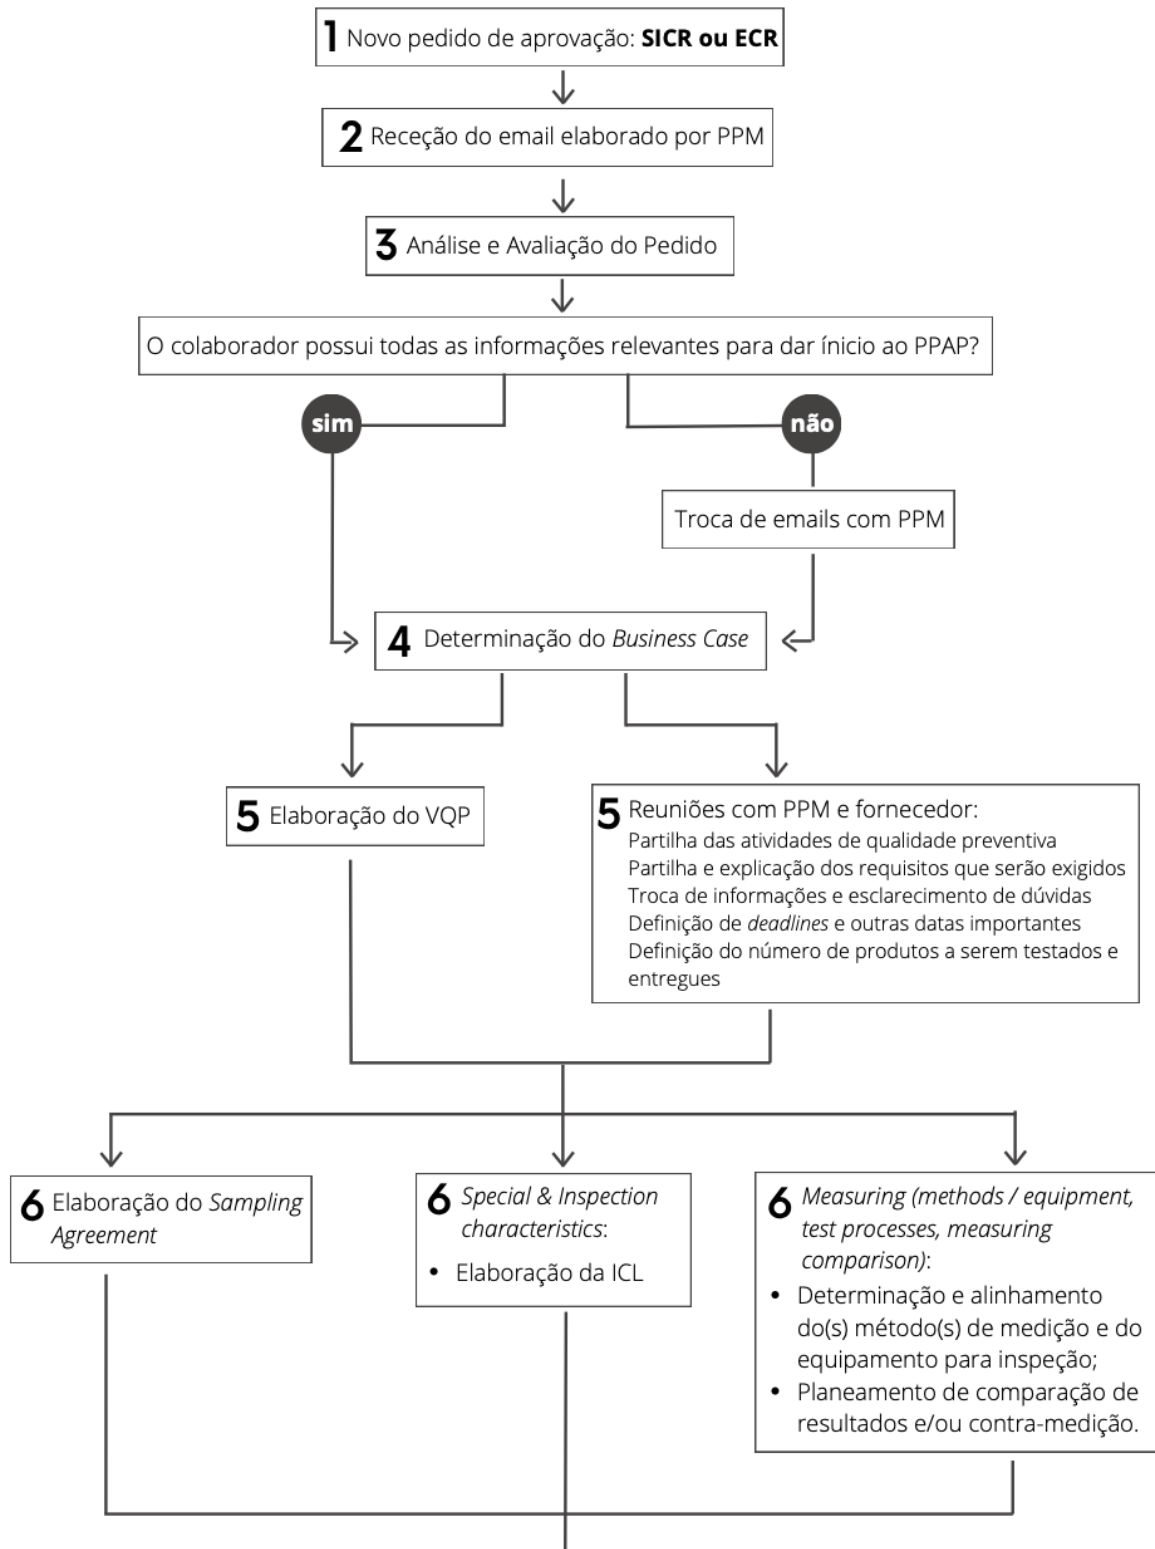 1 Novo pedido de aprovação: SICR ou ECR
2 Receção do email elaborado por PPM
3 Análise e Avaliação do Pedido
O colaborador possui todas as informações relevantes para dar ínicio ao PPAP?
sim
não
Troca de emails com PPM
4 Determinação do Business Case
5 Elaboração do VQP
5 Reuniões com PPM e fornecedor:
Partilha das atividades de qualidade preventiva
Partilha e explicação dos requisitos que serão exigidos
Troca de informações e esclarecimento de dúvidas
Definição de deadlines e outras datas importantes
Definição do número de produtos a serem testados e
entregues
6 Elaboração do Sampling
Agreement
6 Special & Inspection
characteristics:
• Elaboração da ICL
6 Measuring (methods / equipment,
test processes, measuring
comparison):
• Determinação e alinhamento
do(s) método(s) de medição e do
equipamento para inspeção;
• Planeamento de comparação de
resultados e/ou contra-medição.